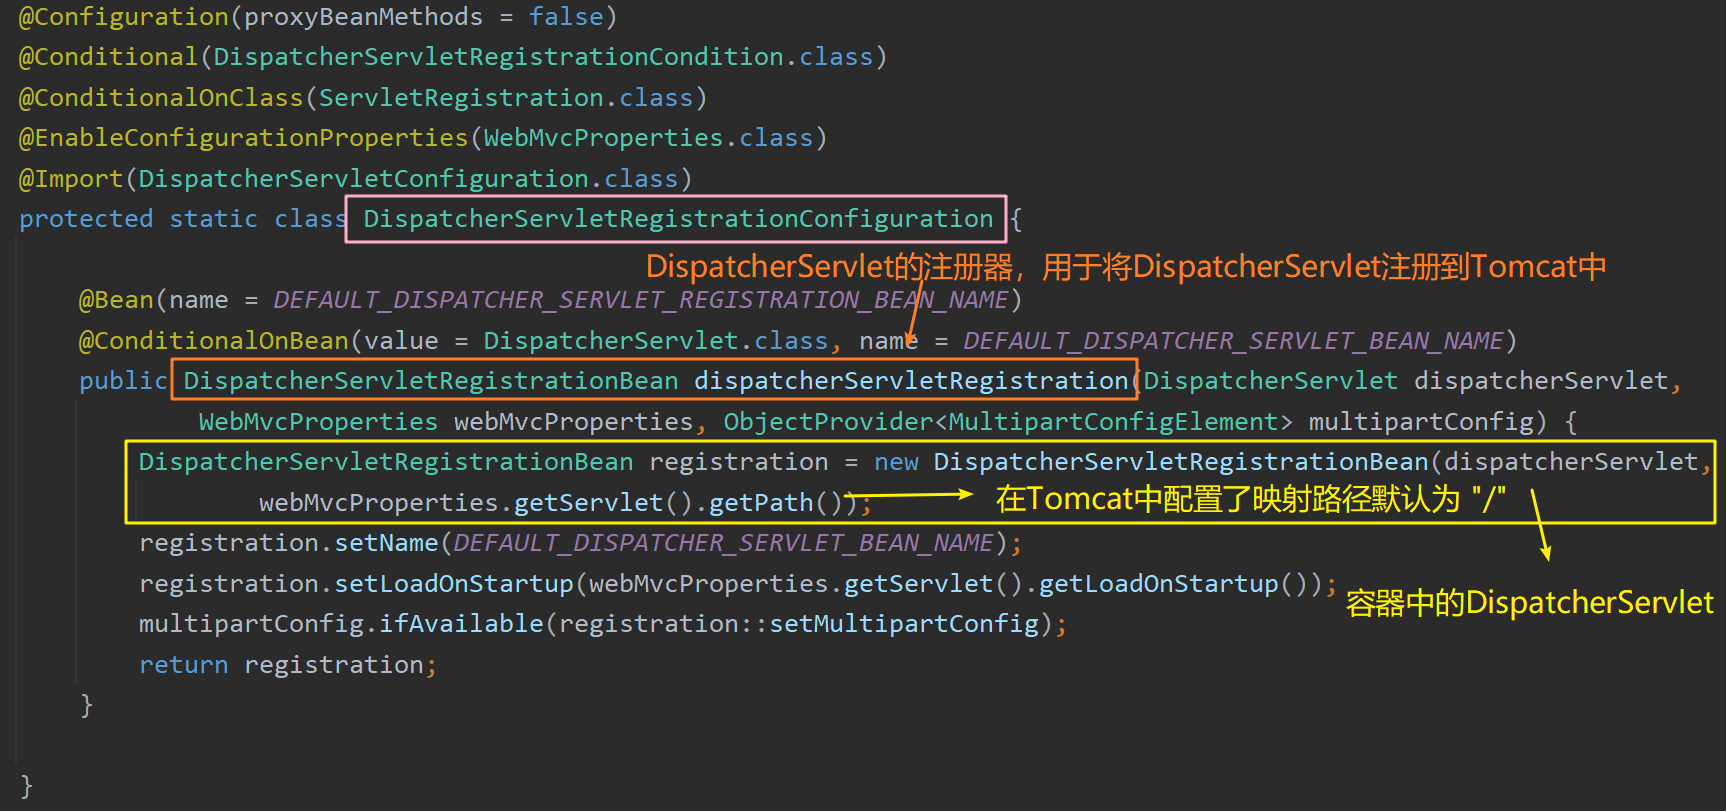 @Configuration(proxyBeanMethods = false)
@Conditional(DispatcherServletRegistrationCondition.class)
@ConditionalOnClass(ServletRegistration.class)
@EnableConfigurationProperties(WebMvcProperties.class)
@Import(DispatcherServletConfiguration.class)
protected static class DispatcherServletRegistrationConfiguration {
DispatcherServlet的注册器，用于将DispatcherServlet注册到Tomcat中
@Bean(name = DEFAULT_DISPATCHER_SERVLET_REGISTRATION_BEAN_NAME)
@ConditionalOnBean(value = DispatcherServlet.class, name = DEFAULT_DISPATCHER_SERVLET_BEAN_NAME)
public DispatcherServletRegistrationBean dispatcherServletRegistration(DispatcherServlet dispatcherServlet,
WebMvcProperties webMvcProperties, ObjectProvider<MultipartConfigElement> multipartConfig) {
DispatcherServletRegistrationBean registration = new DispatcherServletRegistrationBean(dispatcherServlet,
webMvcProperties.getServlet().getPath()); 在Tomcat中配置了映射路径默认为 "/"
registration.setName(DEFAULT_DISPATCHER_SERVLET_BEAN_NAME);
registration.setLoadOnStartup(webMvcProperties.getServlet().getLoadOnStartup());
容器中的DispatcherServlet
multipartConfig.ifAvailable(registration::setMultipartConfig);
return registration;
}
}